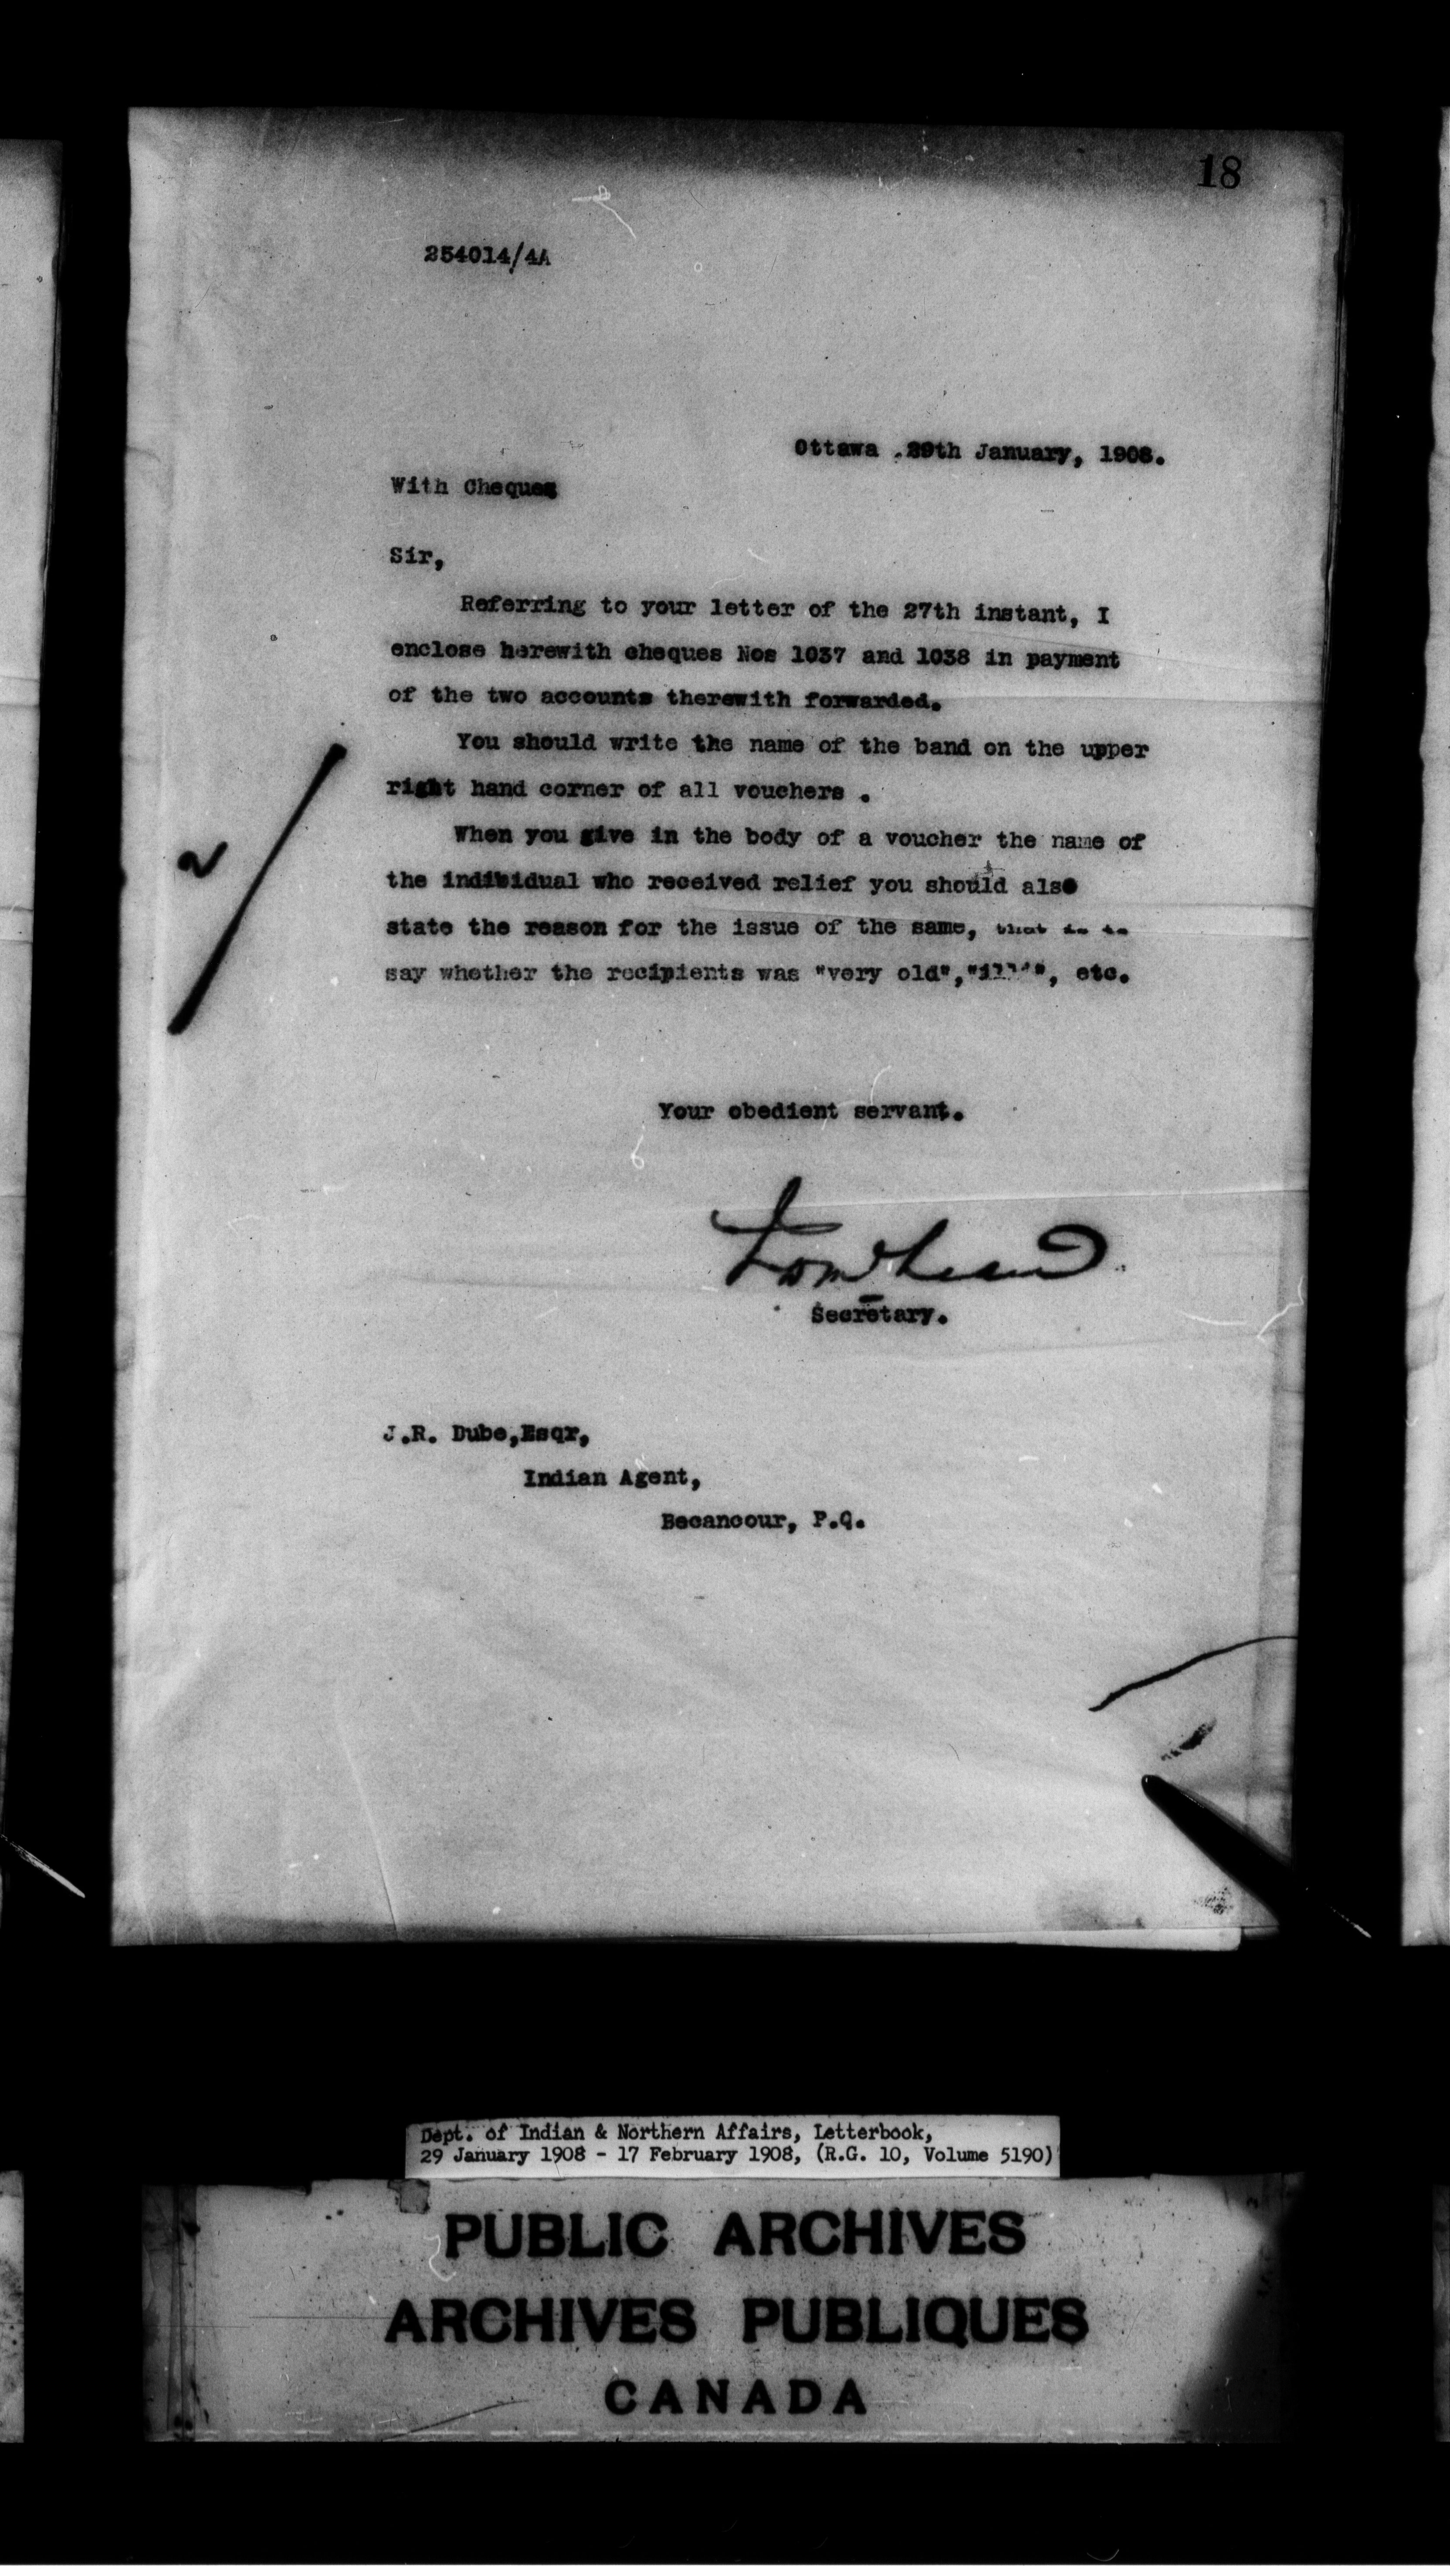 18
254014/4A
Ottawa .29th January, 1908.
With Cheques
Sir,
Referring to your letter of the 27th instant, I
enclose herewith cheques Nos 1037 and 1038 in payment
of the two accounts therewith forwarded.
You should write the name of the band on the upper
right hand corner of all vouchers .
When you give in the body of a voucher the name of
the individual who received relief you should also
state the reason for the issue of the same, that is to
say whether the recipients was "very old", etc.
Your obedient servant.
Secretary.
J.R. Dube,Esqr,
Indian Agent,
Becancour, P.Q.
Dept. of Indian & Northern Affairs, Letterbook,
29 January 1908 - 17 February 1908, (R.G. 10, Volume 5190)
PUBLIC ARCHIVES
ARCHIVES PUBLIQUES
CANADA